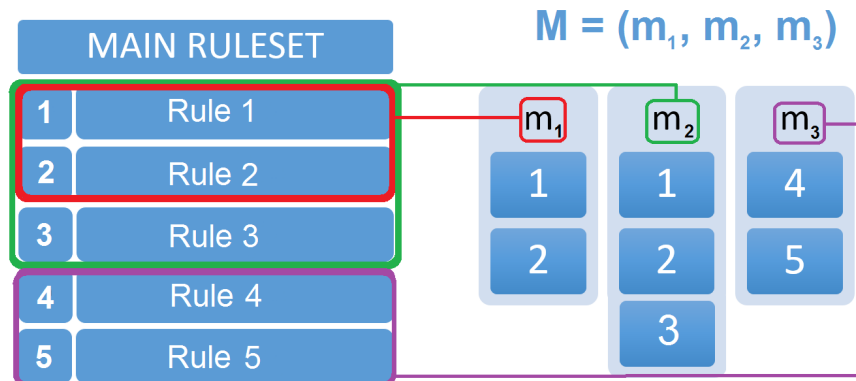 MAIN RULESET
1 Rule 1
2 Rule 2
3 Rule 3
4 Rule 4
5 Rule 5
M = (m₁, m₂, m₃)
m₁ m₂ m₃
1 1 4
2 2 5
3